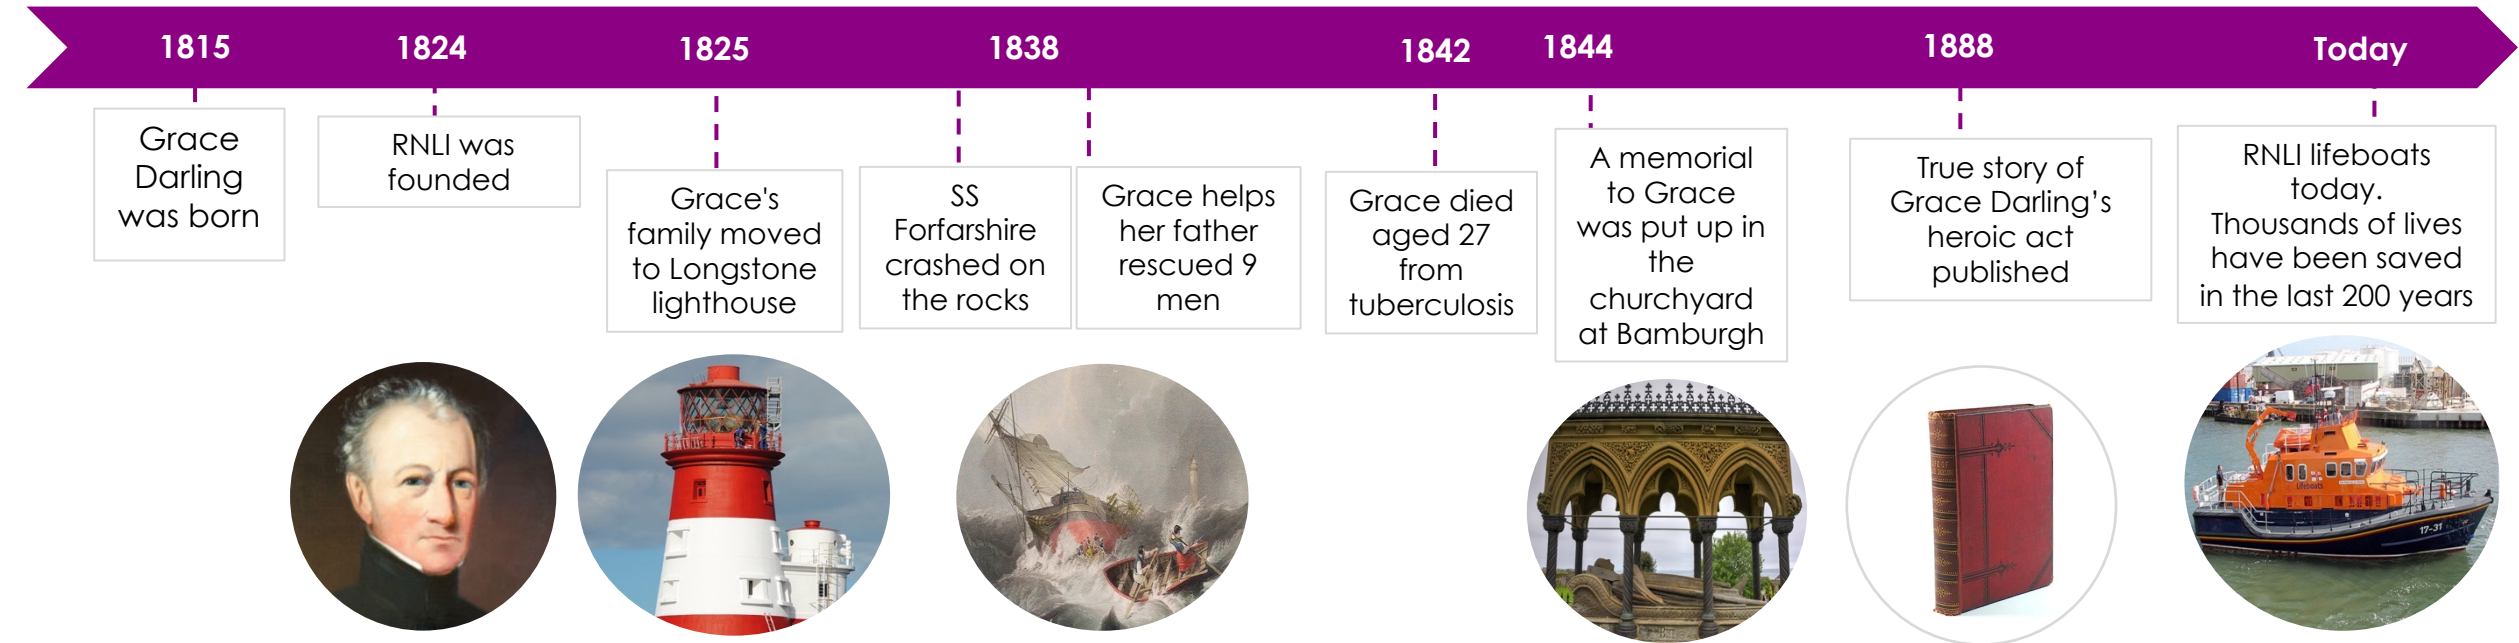 1815
1824
1825
1838
1842
1844
1888
Today
Grace
Darling
was born
RNLI was
founded
Grace's
family moved
to Longstone
lighthouse
SS
Forfarshire
crashed on
the rocks
Grace helps
her father
rescued 9
men
Grace died
aged 27
from
tuberculosis
A memorial
to Grace
was put up in
the
churchyard
at Bamburgh
True story of
Grace Darling’s
heroic act
published
RNLI lifeboats
today.
Thousands of lives
have been saved
in the last 200 years
Lifeboats
17-31